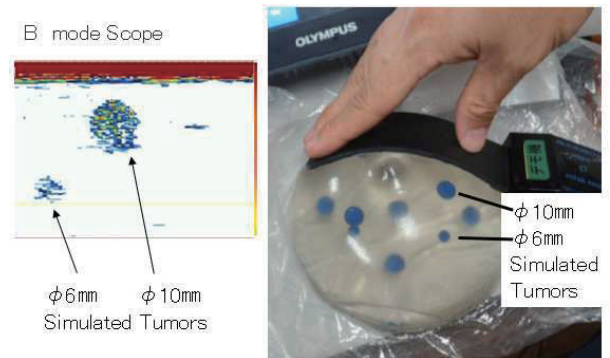 B mode Scope
φ6mm φ10mm
Simulated Tumors
OLYMPUS
φ10mm
φ6mm
Simulated
Tumors